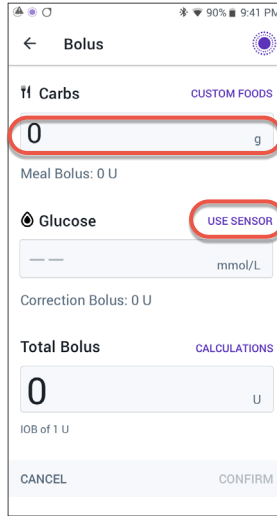 90% 9:41 PM
Bolus
Carbs CUSTOM FOODS
0 g
Meal Bolus: 0 U
Glucose USE SENSOR
—— mmol/L
Correction Bolus: 0 U
Total Bolus CALCULATIONS
0 U
IOB of 1 U
CANCEL CONFIRM